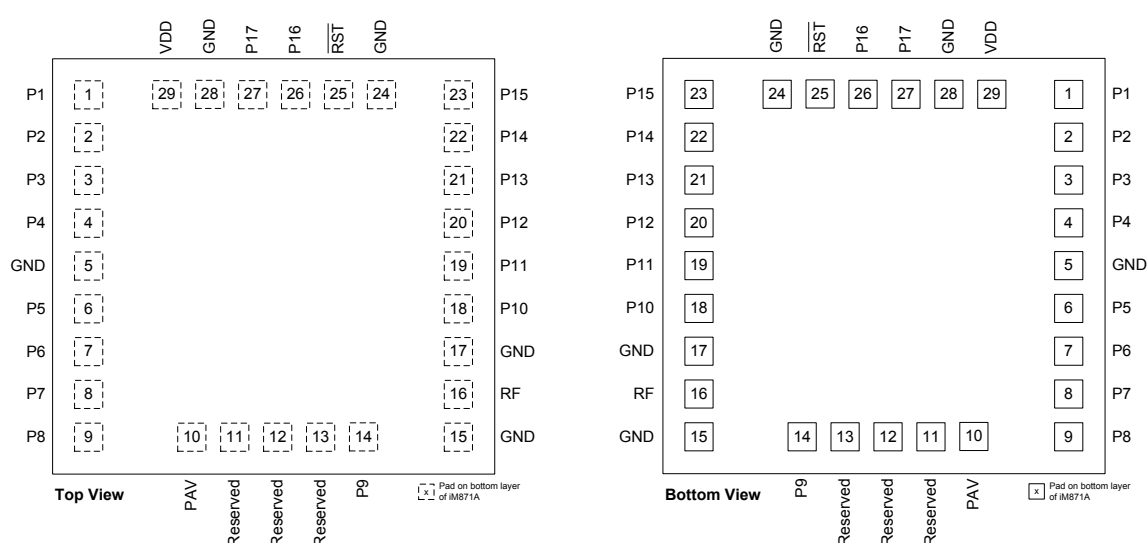 VDD GND P17 P16 RST GND
P1 1 29 28 27 26 25 24 23 P15
P2 2 22 P14
P3 3 21 P13
P4 4 20 P12
GND 5 19 P11
P5 6 18 P10
P6 7 17 GND
P7 8 16 RF
P8 9 10 11 12 13 14 15 GND
PAV Reserved Reserved Reserved P9
Top View
x Pad on bottom layer
of iM871A
GND RST P16 P17 GND VDD
P15 23 24 25 26 27 28 29 1 P1
P14 22 2 P2
P13 21 3 P3
P12 20 4 P4
P11 19 5 GND
P10 18 6 P5
GND 17 7 P6
RF 16 8 P7
GND 15 14 13 12 11 10 9 P8
P9 Reserved Reserved Reserved PAV
Bottom View
x Pad on bottom layer
of iM871A